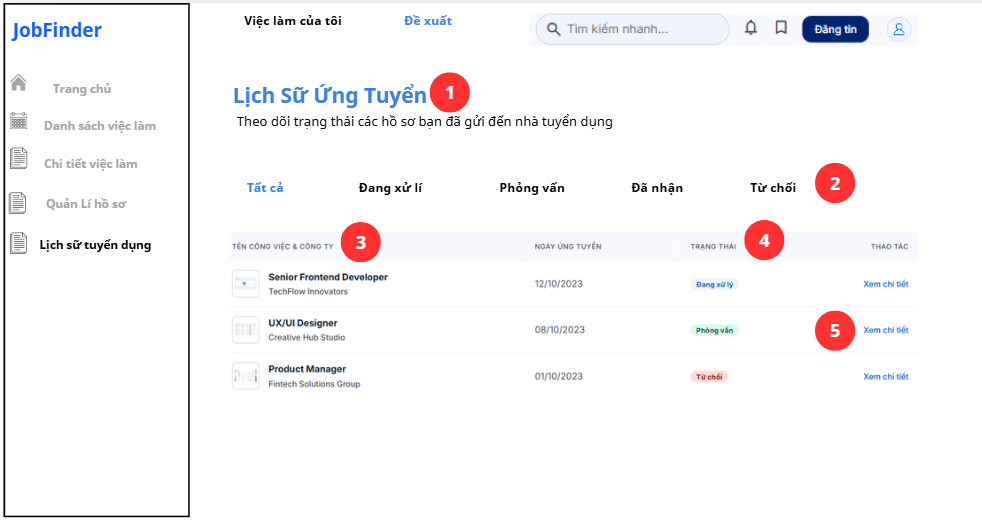 JobFinder
Trang chủ
Danh sách việc làm
Chi tiết việc làm
Quản Lí hồ sơ
Lịch sữ tuyển dụng
Việc làm của tôi
Đề xuất
Tìm kiếm nhanh...
Đăng tin
Lịch Sữ Ứng Tuyển
1
Theo dõi trạng thái các hồ sơ bạn đã gửi đến nhà tuyển dụng
Tất cả
Đang xử lí
Phỏng vấn
Đã nhận
Từ chối
2
TÊN CÔNG VIỆC & CÔNG TY
3
NGÀY ỨNG TUYỂN
TRẠNG THÁI
4
THAO TÁC
Senior Frontend Developer
TechFlow Innovators
12/10/2023
Đang xử lý
Xem chi tiết
UX/UI Designer
Creative Hub Studio
08/10/2023
Phỏng vấn
5
Xem chi tiết
Product Manager
Fintech Solutions Group
01/10/2023
Từ chối
Xem chi tiết